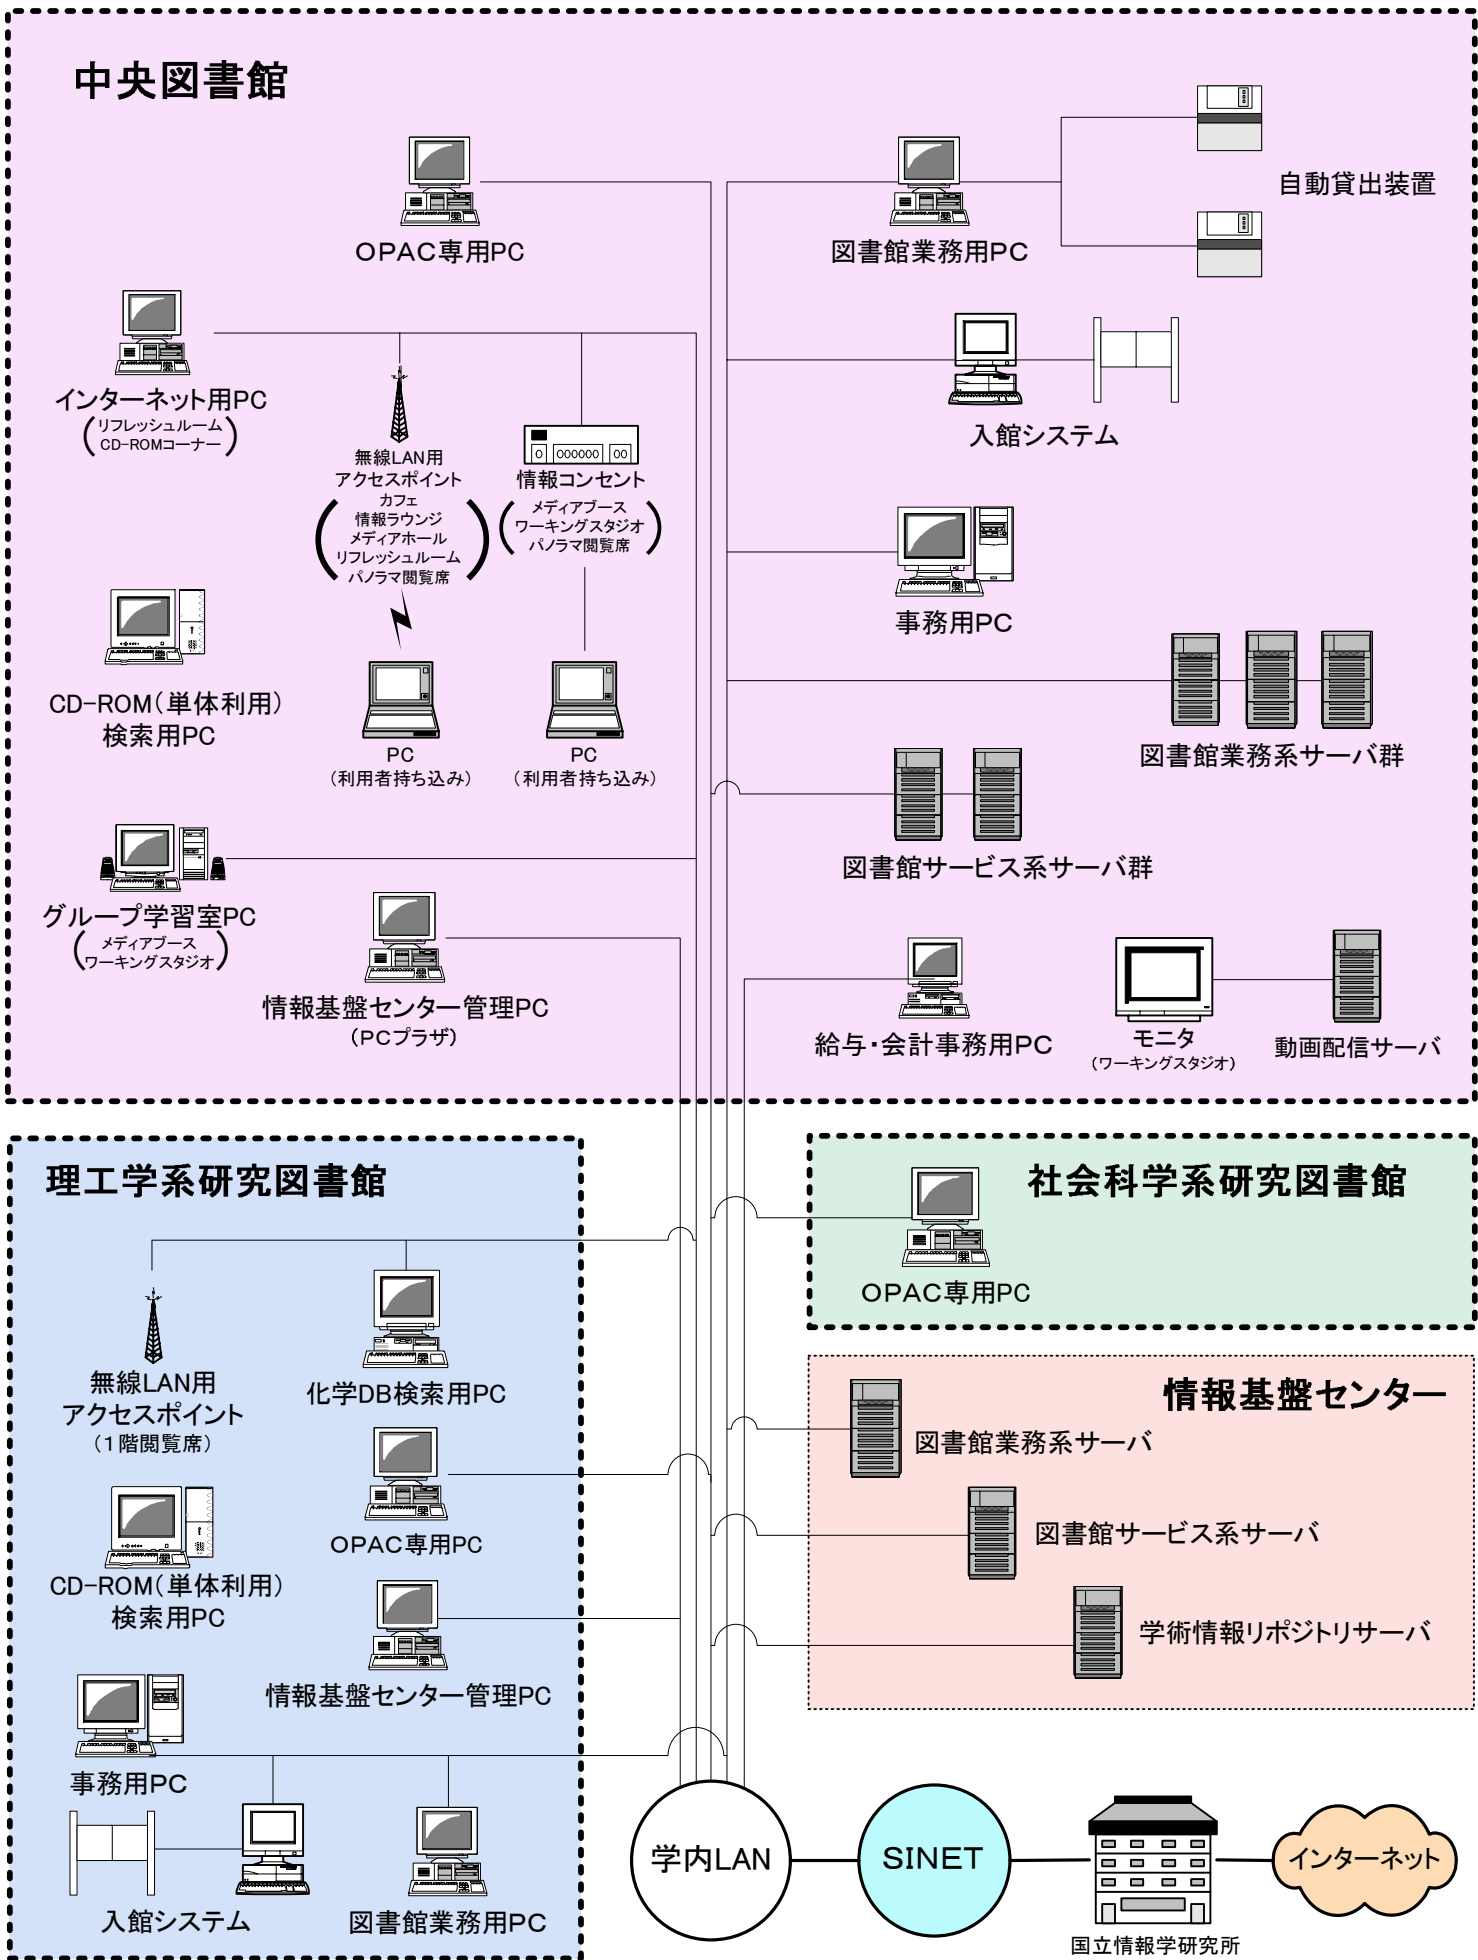 中央図書館
OPAC専用PC
図書館業務用PC
自動貸出装置
インターネット用PC
(リフレッシュルーム
CD-ROMコーナー)
無線LAN用
アクセスポイント
(カフェ
情報ラウンジ
メディアホール
リフレッシュルーム
パノラマ閲覧席)
情報コンセント
(メディアブース
ワーキングスタジオ
パノラマ閲覧席)
入館システム
事務用PC
CD-ROM(単体利用)
検索用PC
PC
(利用者持ち込み)
PC
(利用者持ち込み)
図書館業務系サーバ群
図書館サービス系サーバ群
グループ学習室PC
(メディアブース
ワーキングスタジオ)
情報基盤センター管理PC
(PCプラザ)
給与・会計事務用PC
モニタ
(ワーキングスタジオ)
動画配信サーバ
理工学系研究図書館
無線LAN用
アクセスポイント
(1階閲覧席)
化学DB検索用PC
OPAC専用PC
CD-ROM(単体利用)
検索用PC
情報基盤センター管理PC
事務用PC
入館システム
図書館業務用PC
社会科学系研究図書館
OPAC専用PC
情報基盤センター
図書館業務系サーバ
図書館サービス系サーバ
学術情報リポジトリサーバ
学内LAN
SINET
国立情報学研究所
インターネット